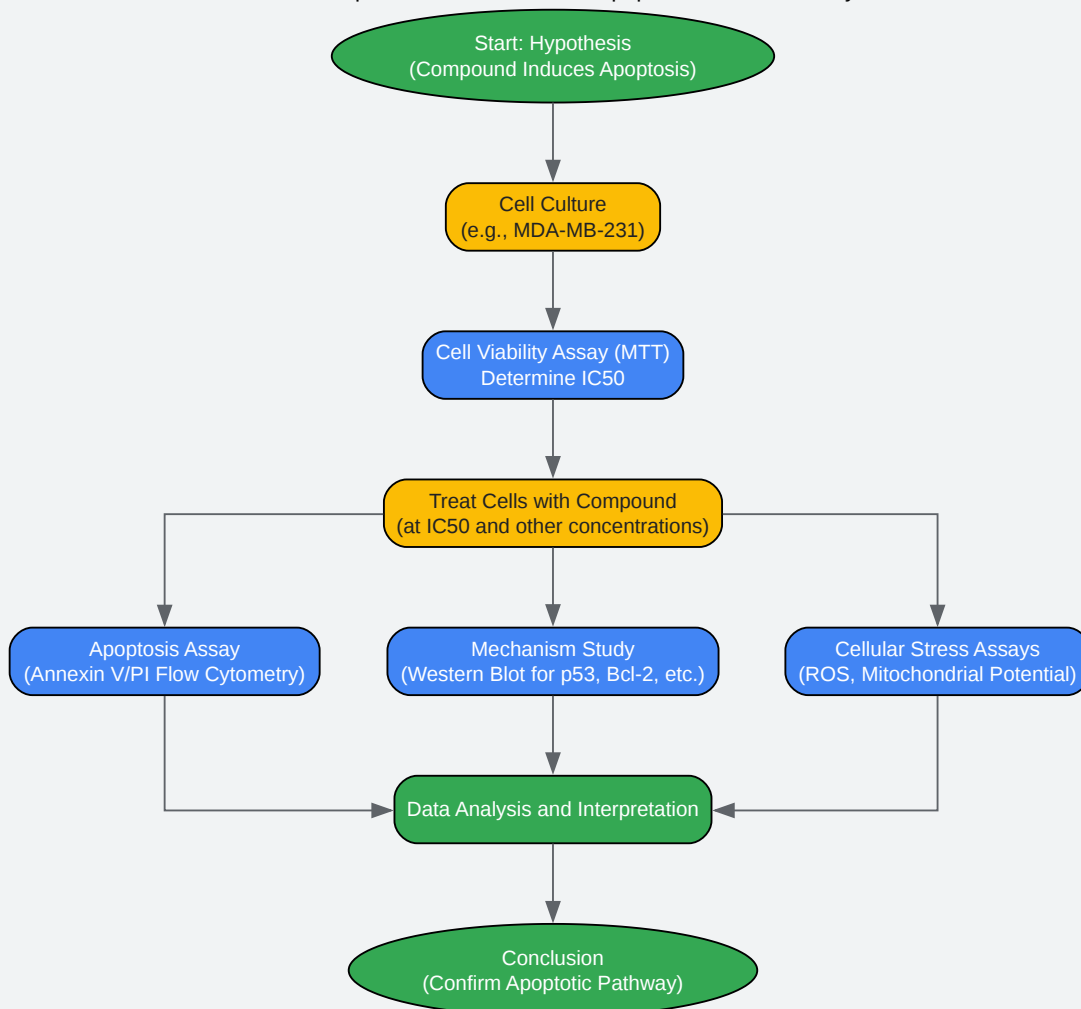 Start: Hypothesis
(Compound Induces Apoptosis)
Cell Culture
(e.g., MDA-MB-231)
Cell Viability Assay (MTT)
Determine IC50
Treat Cells with Compound
(at IC50 and other concentrations)
Apoptosis Assay
(Annexin V/PI Flow Cytometry)
Mechanism Study
(Western Blot for p53, Bcl-2, etc.)
Cellular Stress Assays
(ROS, Mitochondrial Potential)
Data Analysis and Interpretation
Conclusion
(Confirm Apoptotic Pathway)